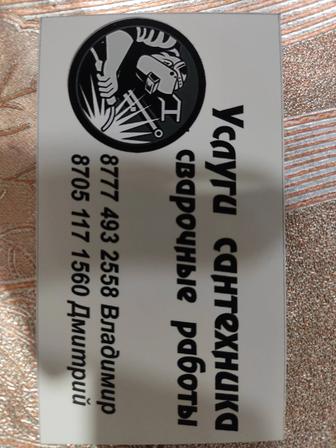 Услуги сантехника
сварочные работы
8777 493 2558 Владимир
8705 117 1560 Дмитрий